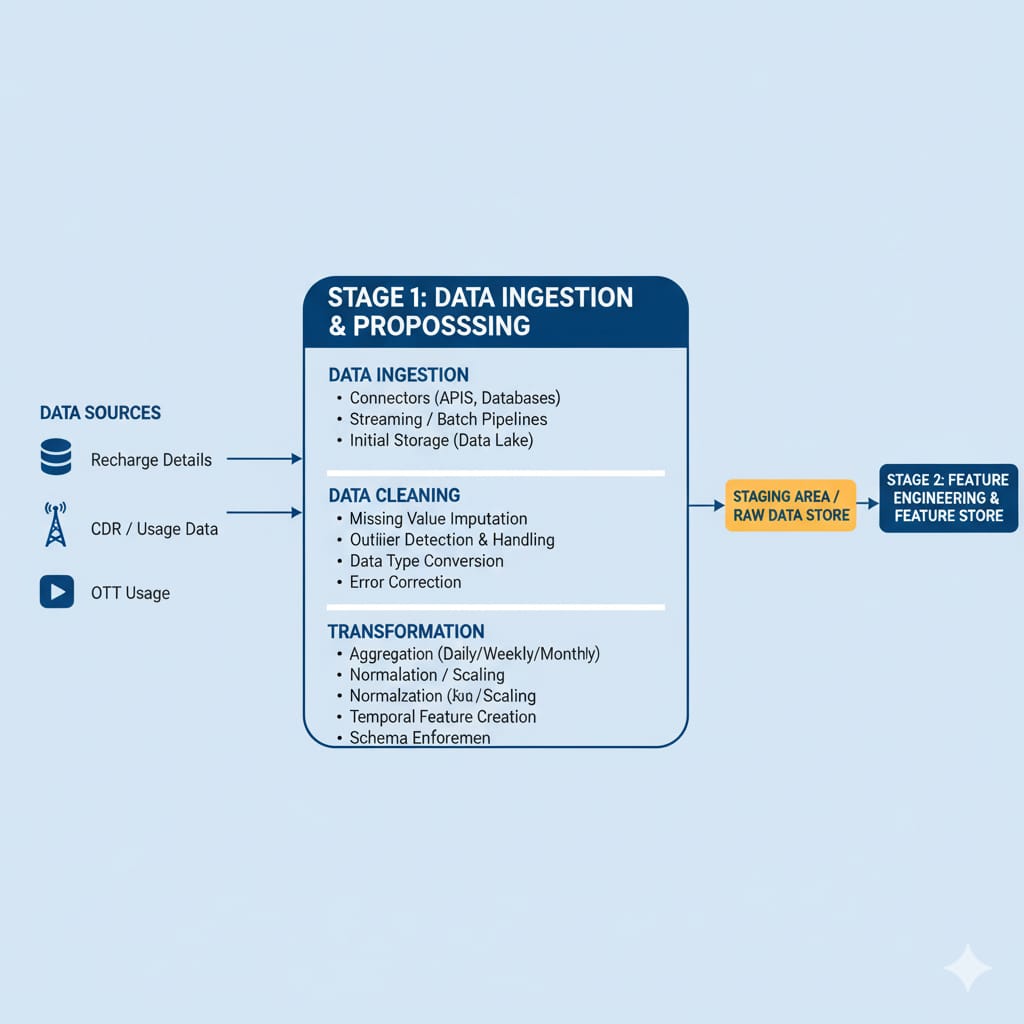 STAGE 1: DATA INGESTION
& PROPOSSSING
DATA INGESTION
• Connectors (APIS, Databases)
• Streaming / Batch Pipelines
• Initial Storage (Data Lake)
DATA SOURCES
Recharge Details
CDR / Usage Data
OTT Usage
DATA CLEANING
• Missing Value Imputation
• Outliier Detection & Handling
• Data Type Conversion
• Error Correction
TRANSFORMATION
• Aggregation (Daily/Weekly/Monthly)
• Normalation / Scaling
• Normalzation ( /Scaling
• Temporal Feature Creation
• Schema Enforemen
STAGING AREA /
RAW DATA STORE
STAGE 2: FEATURE
ENGINEERING &
FEATURE STORE